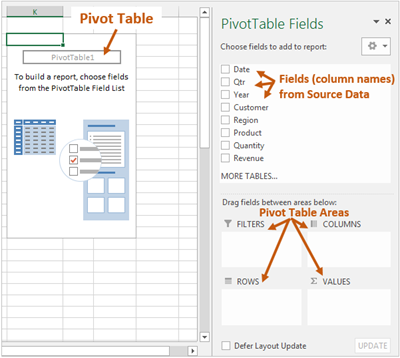 K
Pivot Table
PivotTable1
To build a report, choose fields
from the PivotTable Field List
PivotTable Fields
Choose fields to add to report:
Date
Qtr
Year
Customer
Region
Product
Quantity
Revenue
Fields (column names)
from Source Data
MORE TABLES...
Drag fields between areas below:
Pivot Table Areas
FILTERS
COLUMNS
ROWS
Σ VALUES
Defer Layout Update
UPDATE